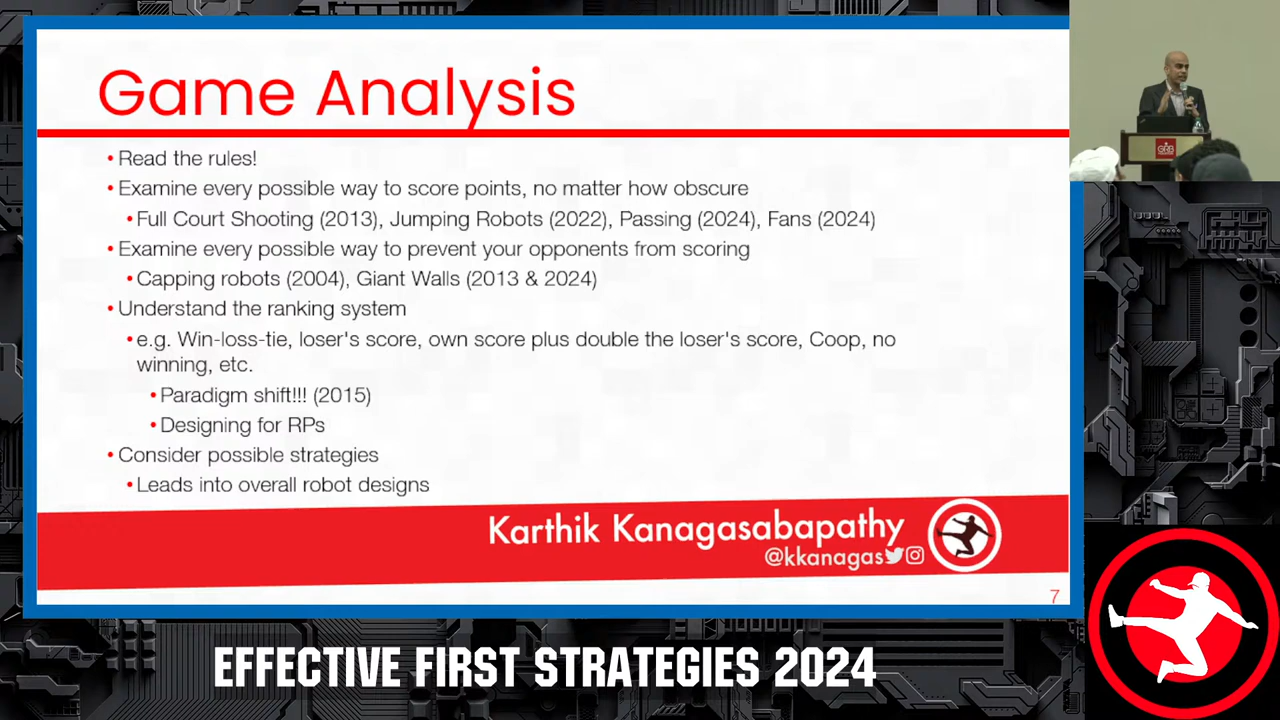 Game Analysis
•Read the rules!
•Examine every possible way to score points, no matter how obscure
•Full Court Shooting (2013), Jumping Robots (2022), Passing (2024), Fans (2024)
•Examine every possible way to prevent your opponents from scoring
•Capping robots (2004), Giant Walls (2013 & 2024)
•Understand the ranking system
•e.g. Win-loss-tie, loser's score, own score plus double the loser's score, Coop, no
winning, etc.
•Paradigm shift!!! (2015)
•Designing for RPs
•Consider possible strategies
•Leads into overall robot designs
Karthik Kanagasabapathy
@kkanagas
7
GRB
EFFECTIVE FIRST STRATEGIES 2024